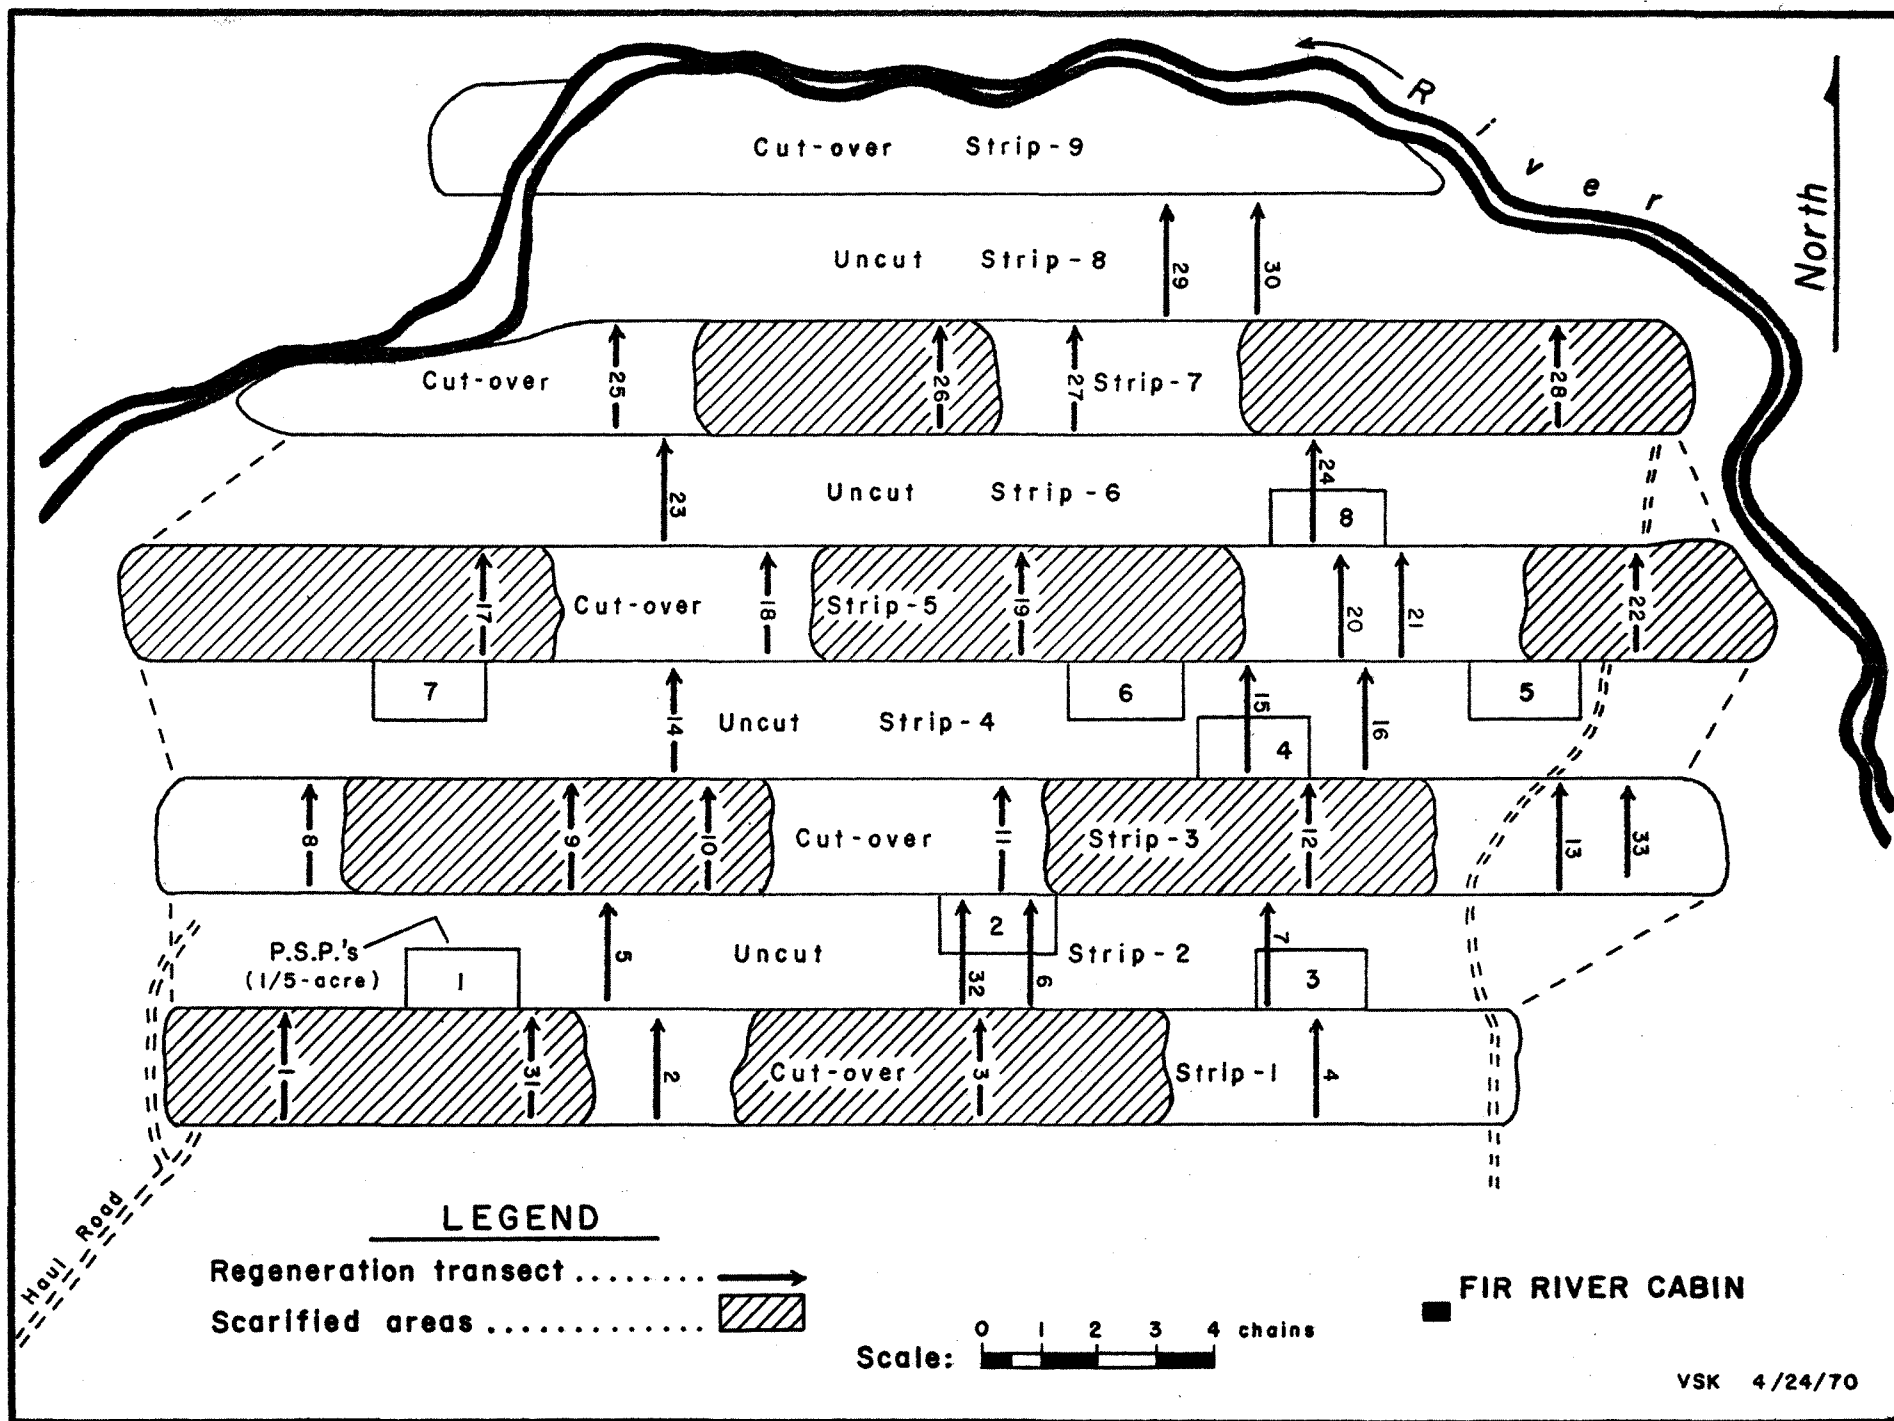 River
North
Cut-over Strip-9
Uncut Strip-8
29
30
Cut-over Strip-7
25
26
27
28
Uncut Strip-6
23
24
8
Cut-over Strip-5
17
18
19
20
21
22
7
6
5
Uncut Strip-4
14
15
16
4
Cut-over Strip-3
8
9
10
11
12
13
33
P.S.P.'s
(1/5-acre)
1
2
3
Uncut Strip-2
5
32
6
7
Cut-over Strip-1
1
31
2
3
4
Haul Road
LEGEND
Regeneration transect ........
Scarified areas ..............
Scale:
0 1 2 3 4 chains
FIR RIVER CABIN
VSK 4/24/70